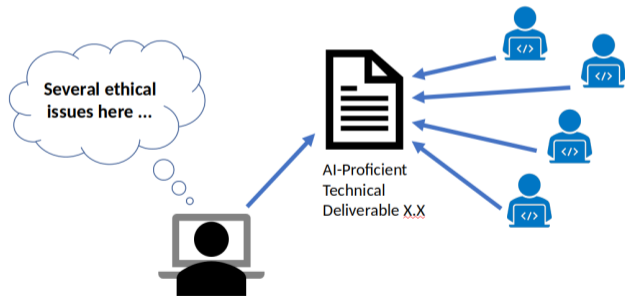 Several ethical
issues here ...
</>
</>
</>
</>
AI-Proficient
Technical
Deliverable X.X